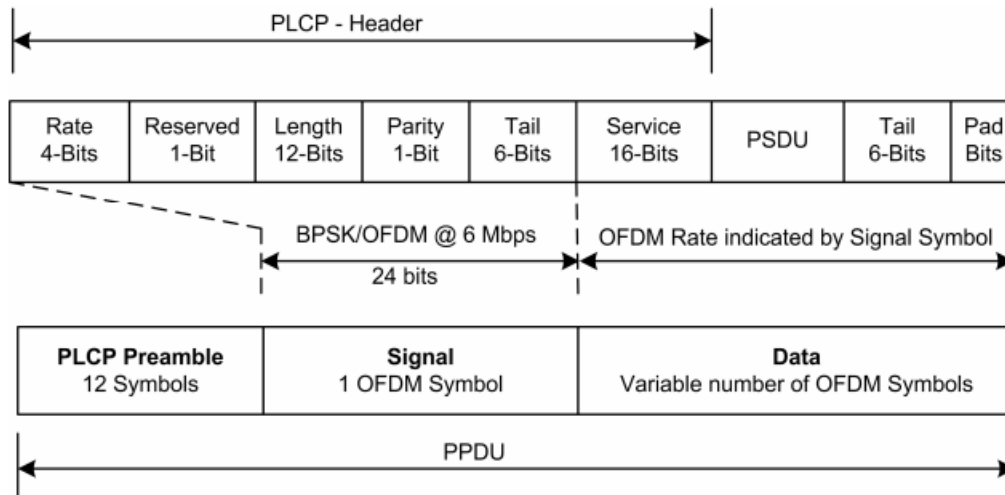 PLCP - Header
Rate
4-Bits
Reserved
1-Bit
Length
12-Bits
Parity
1-Bit
Tail
6-Bits
Service
16-Bits
PSDU
Tail
6-Bits
Pad
Bits
BPSK/OFDM @ 6 Mbps
24 bits
OFDM Rate indicated by Signal Symbol
PLCP Preamble
12 Symbols
Signal
1 OFDM Symbol
Data
Variable number of OFDM Symbols
PPDU